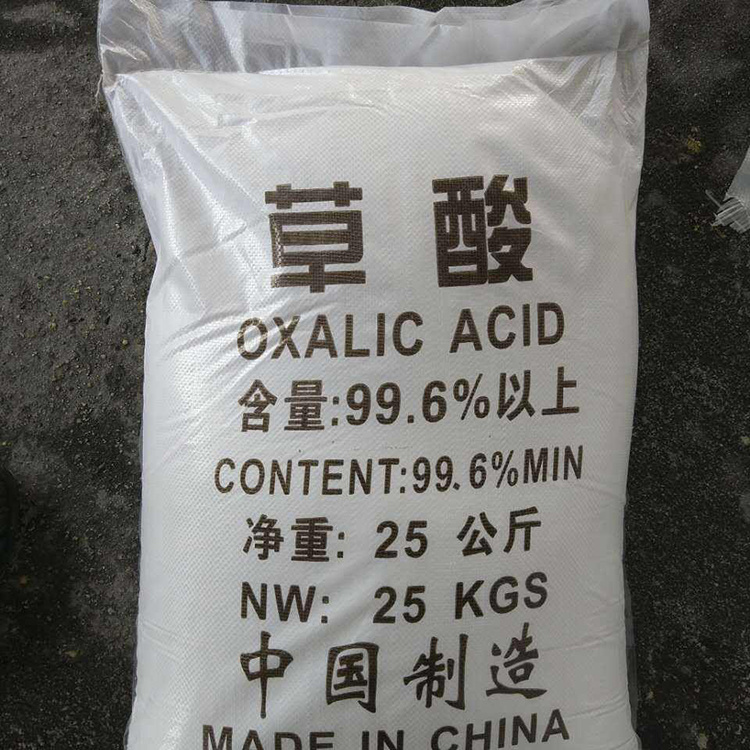 草酸
OXALIC ACID
含量:99.6%以上
CONTENT:99.6%MIN
净重: 25 公斤
NW: 25 KGS
中国制造
MADE IN CHINA